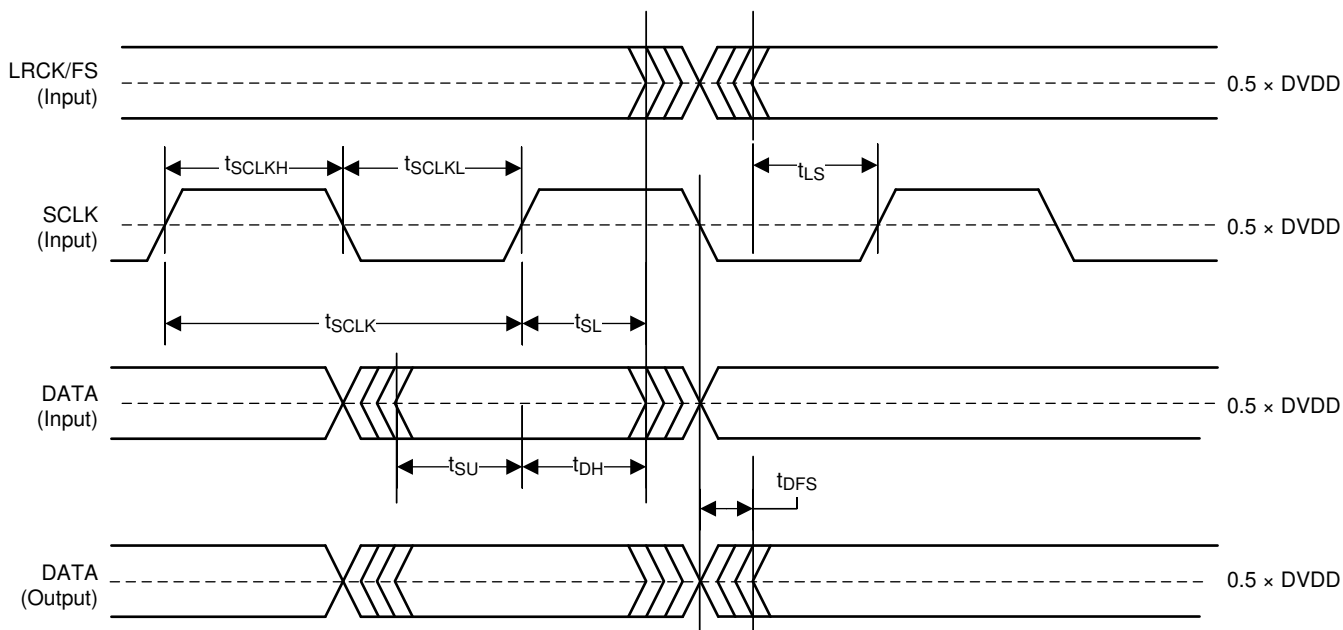 LRCK/FS
(Input)
0.5 × DVDD
tSCLKH
tSCLKL
tLS
SCLK
(Input)
0.5 × DVDD
tSCLK
tSL
DATA
(Input)
0.5 × DVDD
tSU
tDH
tDFS
DATA
(Output)
0.5 × DVDD